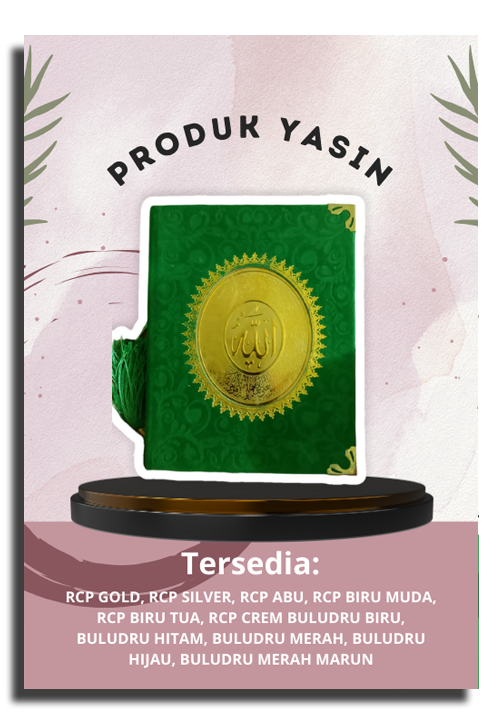 PRODUK YASIN
الله
Tersedia:
RCP GOLD, RCP SILVER, RCP ABU, RCP BIRU MUDA,
RCP BIRU TUA, RCP CREM BULUDRU BIRU,
BULUDRU HITAM, BULUDRU MERAH, BULUDRU
HIJAU, BULUDRU MERAH MARUN